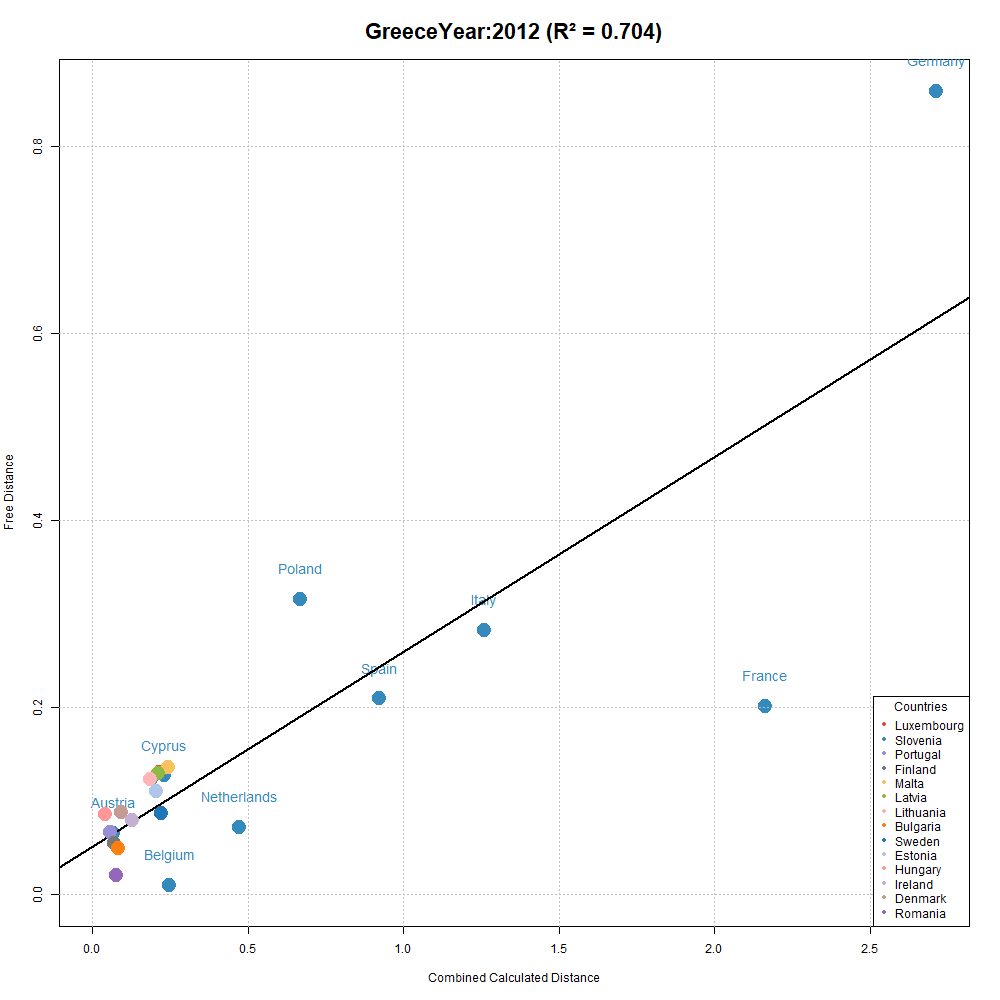 GreeceYear:2012 (R² = 0.704)
Germany
0.8
0.6
Free Distance
0.4
Poland
Italy
Spain
France
0.2
Countries
Luxembourg
Slovenia
Portugal
Finland
Malta
Latvia
Lithuania
Bulgaria
Sweden
Estonia
Hungary
Ireland
Denmark
Romania
Cyprus
Netherlands
Austria
Belgium
0.0
0.0 0.5 1.0 1.5 2.0 2.5
Combined Calculated Distance